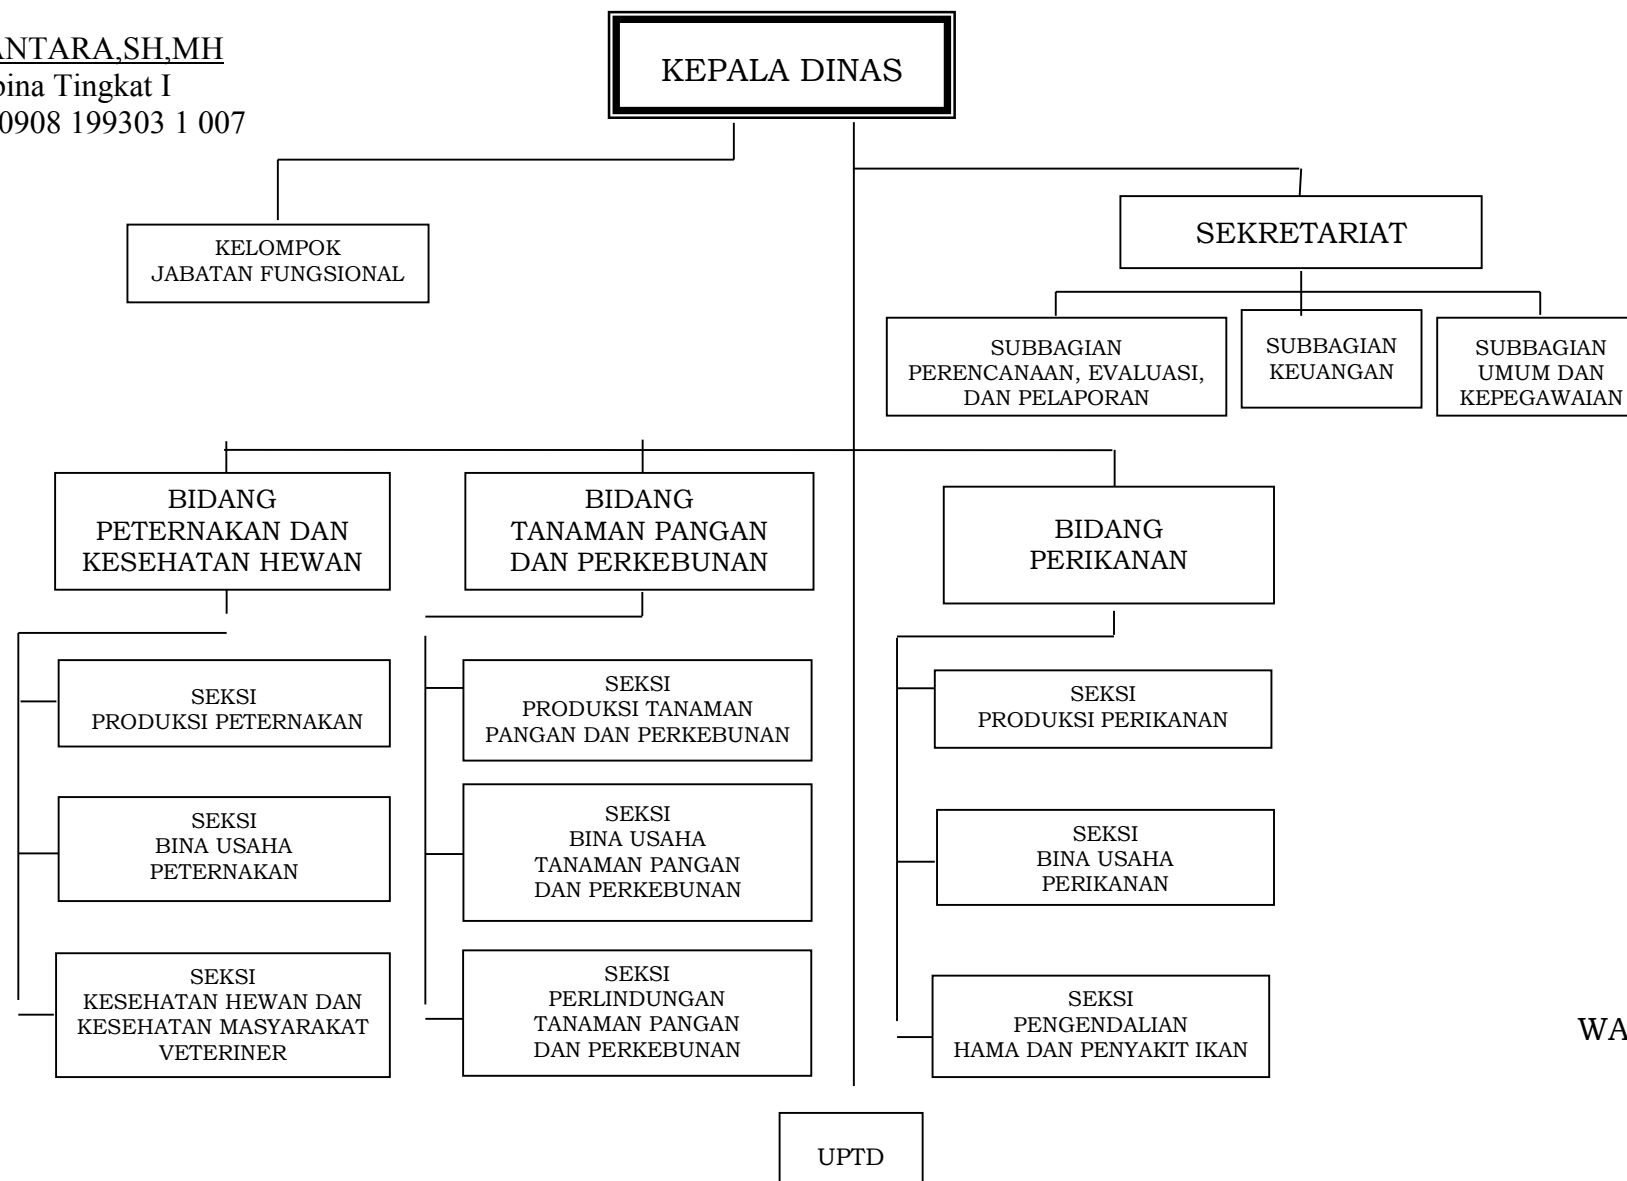 ANTARA,SH,MH
bina Tingkat I
0908 199303 1 007
KEPALA DINAS
KELOMPOK
JABATAN FUNGSIONAL
SEKRETARIAT
SUBBAGIAN
PERENCANAAN, EVALUASI,
DAN PELAPORAN
SUBBAGIAN
KEUANGAN
SUBBAGIAN
UMUM DAN
KEPEGAWAIAN
BIDANG
PETERNAKAN DAN
KESEHATAN HEWAN
BIDANG
TANAMAN PANGAN
DAN PERKEBUNAN
BIDANG
PERIKANAN
SEKSI
PRODUKSI PETERNAKAN
SEKSI
PRODUKSI TANAMAN
PANGAN DAN PERKEBUNAN
SEKSI
PRODUKSI PERIKANAN
SEKSI
BINA USAHA
PETERNAKAN
SEKSI
BINA USAHA
TANAMAN PANGAN
DAN PERKEBUNAN
SEKSI
BINA USAHA
PERIKANAN
SEKSI
KESEHATAN HEWAN DAN
KESEHATAN MASYARAKAT
VETERINER
SEKSI
PERLINDUNGAN
TANAMAN PANGAN
DAN PERKEBUNAN
SEKSI
PENGENDALIAN
HAMA DAN PENYAKIT IKAN
WA
UPTD